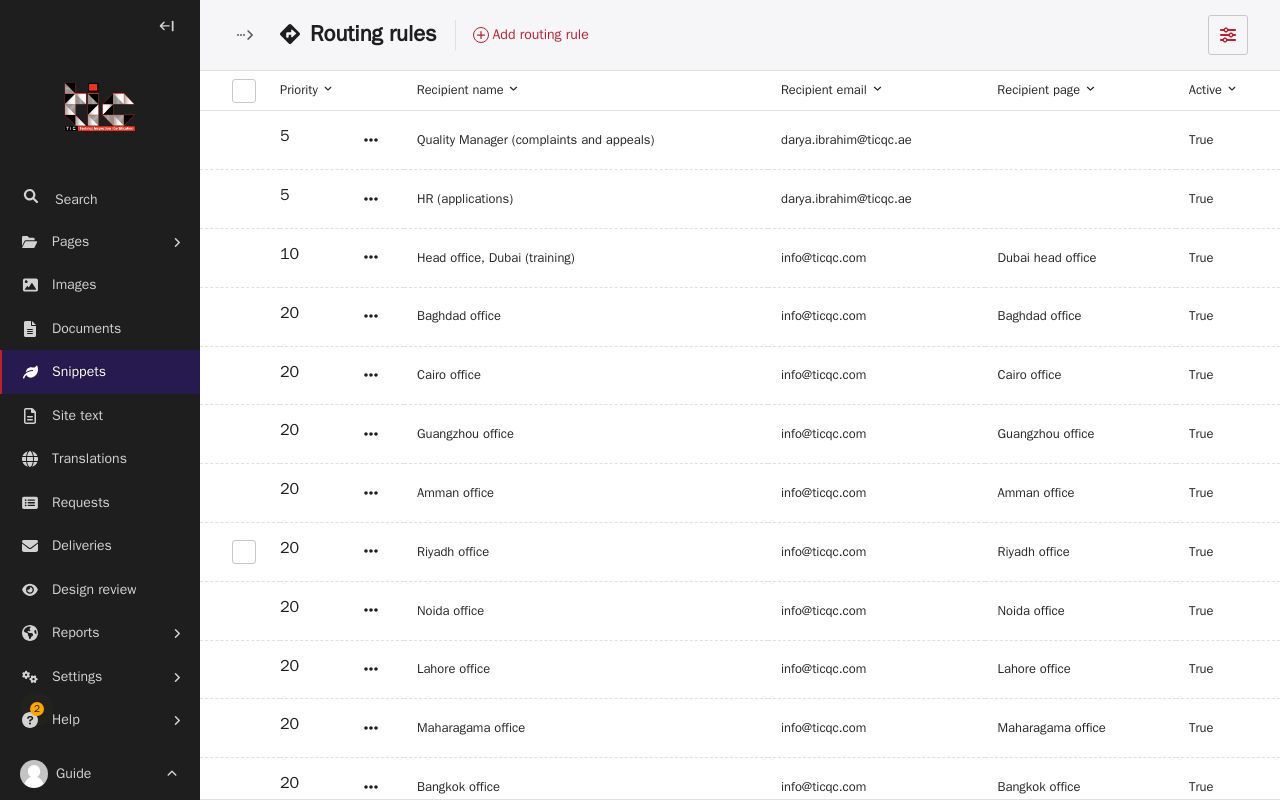 Routing rules
Add routing rule
TIC
Search
Pages
Images
Documents
Snippets
Site text
Translations
Requests
Deliveries
Design review
Reports
Settings
2
Help
Guide
Priority Recipient name Recipient email Recipient page Active
5 Quality Manager (complaints and appeals) darya.ibrahim@ticqc.ae True
5 HR (applications) darya.ibrahim@ticqc.ae True
10 Head office, Dubai (training) info@ticqc.com Dubai head office True
20 Baghdad office info@ticqc.com Baghdad office True
20 Cairo office info@ticqc.com Cairo office True
20 Guangzhou office info@ticqc.com Guangzhou office True
20 Amman office info@ticqc.com Amman office True
20 Riyadh office info@ticqc.com Riyadh office True
20 Noida office info@ticqc.com Noida office True
20 Lahore office info@ticqc.com Lahore office True
20 Maharagama office info@ticqc.com Maharagama office True
20 Bangkok office info@ticqc.com Bangkok office True